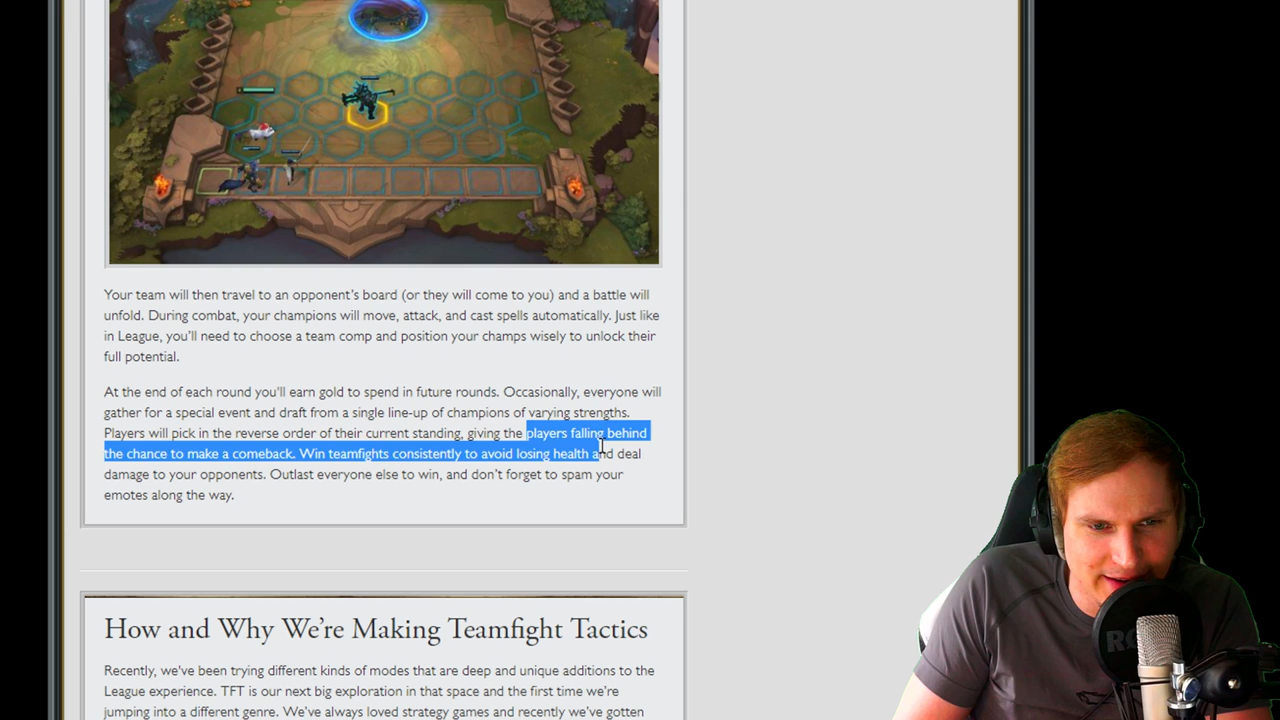 Your team will then travel to an opponent's board (or they will come to you) and a battle will
unfold. During combat, your champions will move, attack, and cast spells automatically. Just like
in League, you'll need to choose a team comp and position your champs wisely to unlock their
full potential.
At the end of each round you'll earn gold to spend in future rounds. Occasionally, everyone will
gather for a special event and draft from a single line-up of champions of varying strengths.
Players will pick in the reverse order of their current standing, giving the players falling behind
the chance to make a comeback. Win teamfights consistently to avoid losing health and deal
damage to your opponents. Outlast everyone else to win, and don't forget to spam your
emotes along the way.
How and Why We're Making Teamfight Tactics
Recently, we've been trying different kinds of modes that are deep and unique additions to the
League experience. TFT is our next big exploration in that space and the first time we're
jumping into a different genre. We've always loved strategy games and recently we've gotten